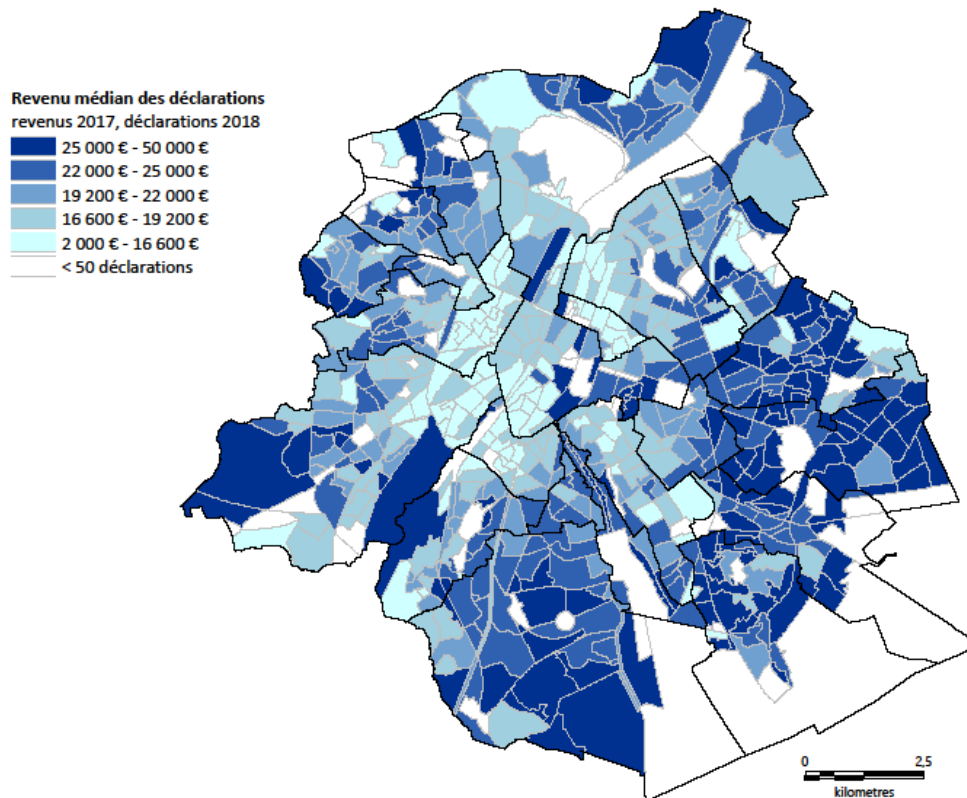 Revenu médian des déclarations
revenus 2017, déclarations 2018
25 000 € - 50 000 €
22 000 € - 25 000 €
19 200 € - 22 000 €
16 600 € - 19 200 €
2 000 € - 16 600 €
< 50 déclarations
0 2,5
kilometres